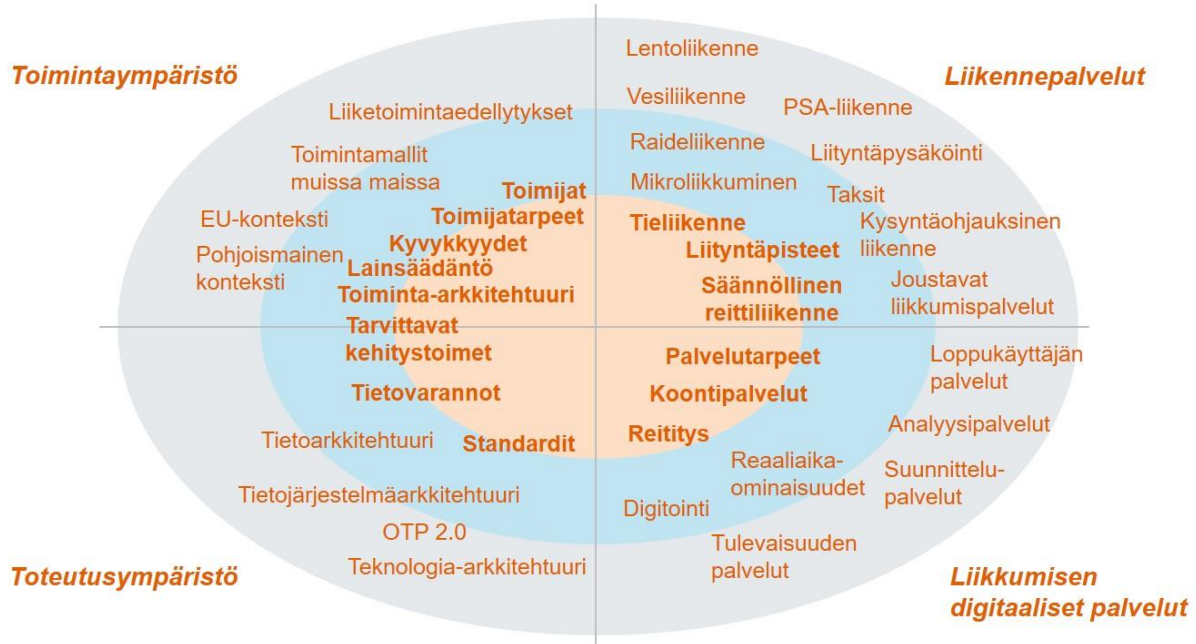 Toimintaympäristö
Liiketoimintaedellytykset
Toimintamallit
muissa maissa
Toimijat
EU-konteksti
Toimijatarpeet
Kyvykkyydet
Pohjoismainen
konteksti
Lainsäädäntö
Toiminta-arkkitehtuuri
Liikennepalvelut
Lentoliikenne
Vesiliikenne
PSA-liikenne
Raideliikenne
Liityntäpysäköinti
Mikroliikkuminen
Taksit
Tieliikenne
Kysyntäohjauksinen
liikenne
Liityntäpisteet
Säännöllinen
reittiliikenne
Joustavat
liikkumispalvelut
Tarvittavat
kehitystoimet
Tietovarannot
Tietoarkkitehtuuri
Standardit
Tietojärjestelmäarkkitehtuuri
OTP 2.0
Teknologia-arkkitehtuuri
Toteutusympäristö
Palvelutarpeet
Loppukäyttäjän
palvelut
Koontipalvelut
Analyysipalvelut
Reititys
Reaaliaika-
ominaisuudet
Suunnittelu-
palvelut
Digitointi
Tulevaisuuden
palvelut
Liikkumisen
digitaaliset palvelut